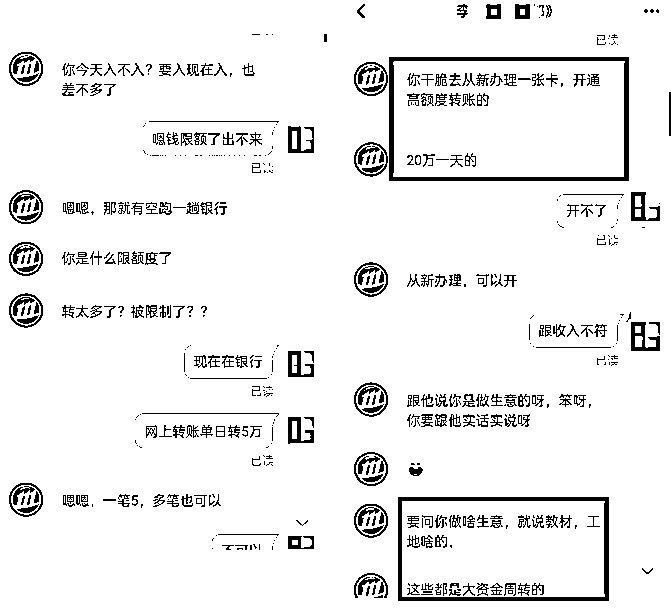 已读
你今天入不入？要入现在入，也
差不多了
嗯钱限额了出不来
已读
嗯嗯，那就有空跑一趟银行
你是什么限额度了
转太多了？被限制了？？
现在在银行
已读
网上转账单日转5万
已读
嗯嗯，一笔5，多笔也可以
不可以
李
已读
你干脆去从新办理一张卡，开通
高额度转账的
20万一天的
开不了
已读
从新办理，可以开
跟收入不符
已读
跟他说你是做生意的呀，笨呀，
你要跟他实话实说呀
要问你做啥生意，就说教材，工
地啥的，
这些都是大资金周转的